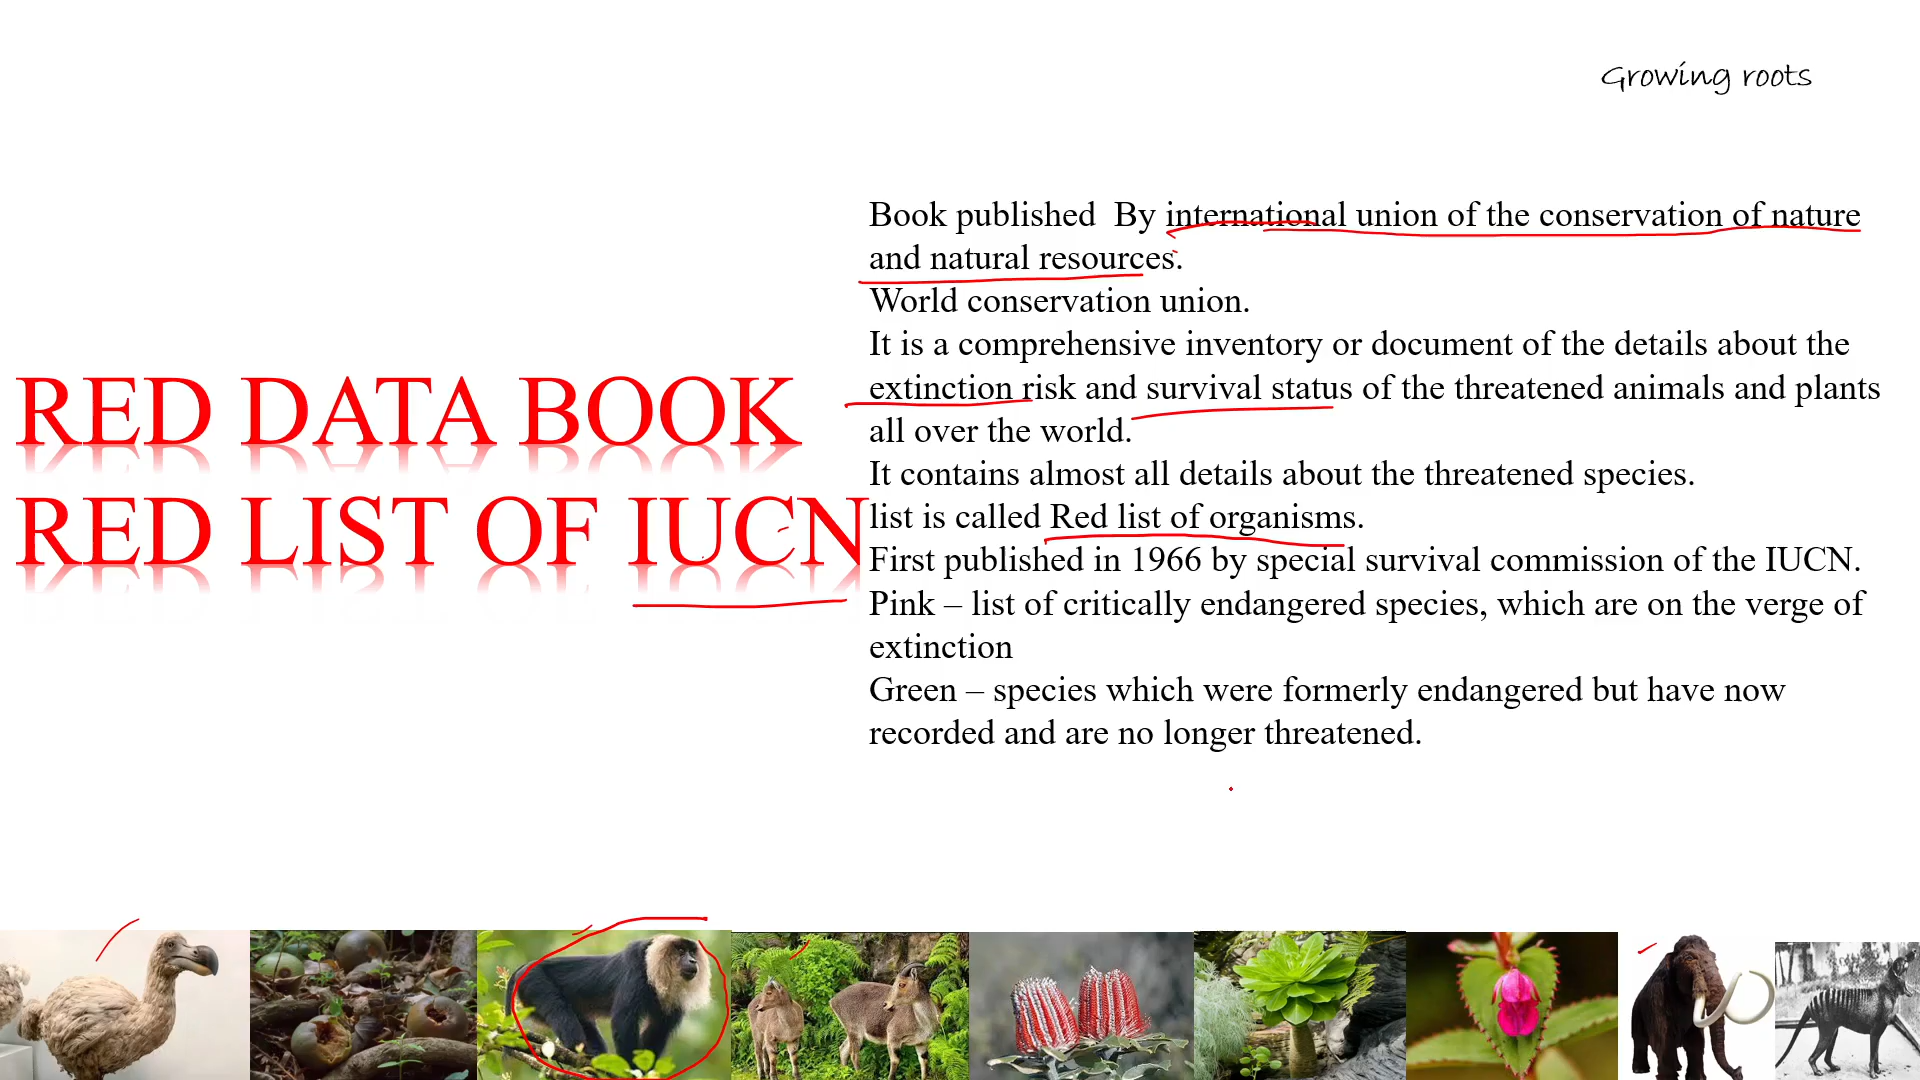 Growing roots
RED DATA BOOK
RED LIST OF IUCN
Book published By international union of the conservation of nature
and natural resources.
World conservation union.
It is a comprehensive inventory or document of the details about the
extinction risk and survival status of the threatened animals and plants
all over the world.
It contains almost all details about the threatened species.
list is called Red list of organisms.
First published in 1966 by special survival commission of the IUCN.
Pink – list of critically endangered species, which are on the verge of
extinction
Green – species which were formerly endangered but have now
recorded and are no longer threatened.